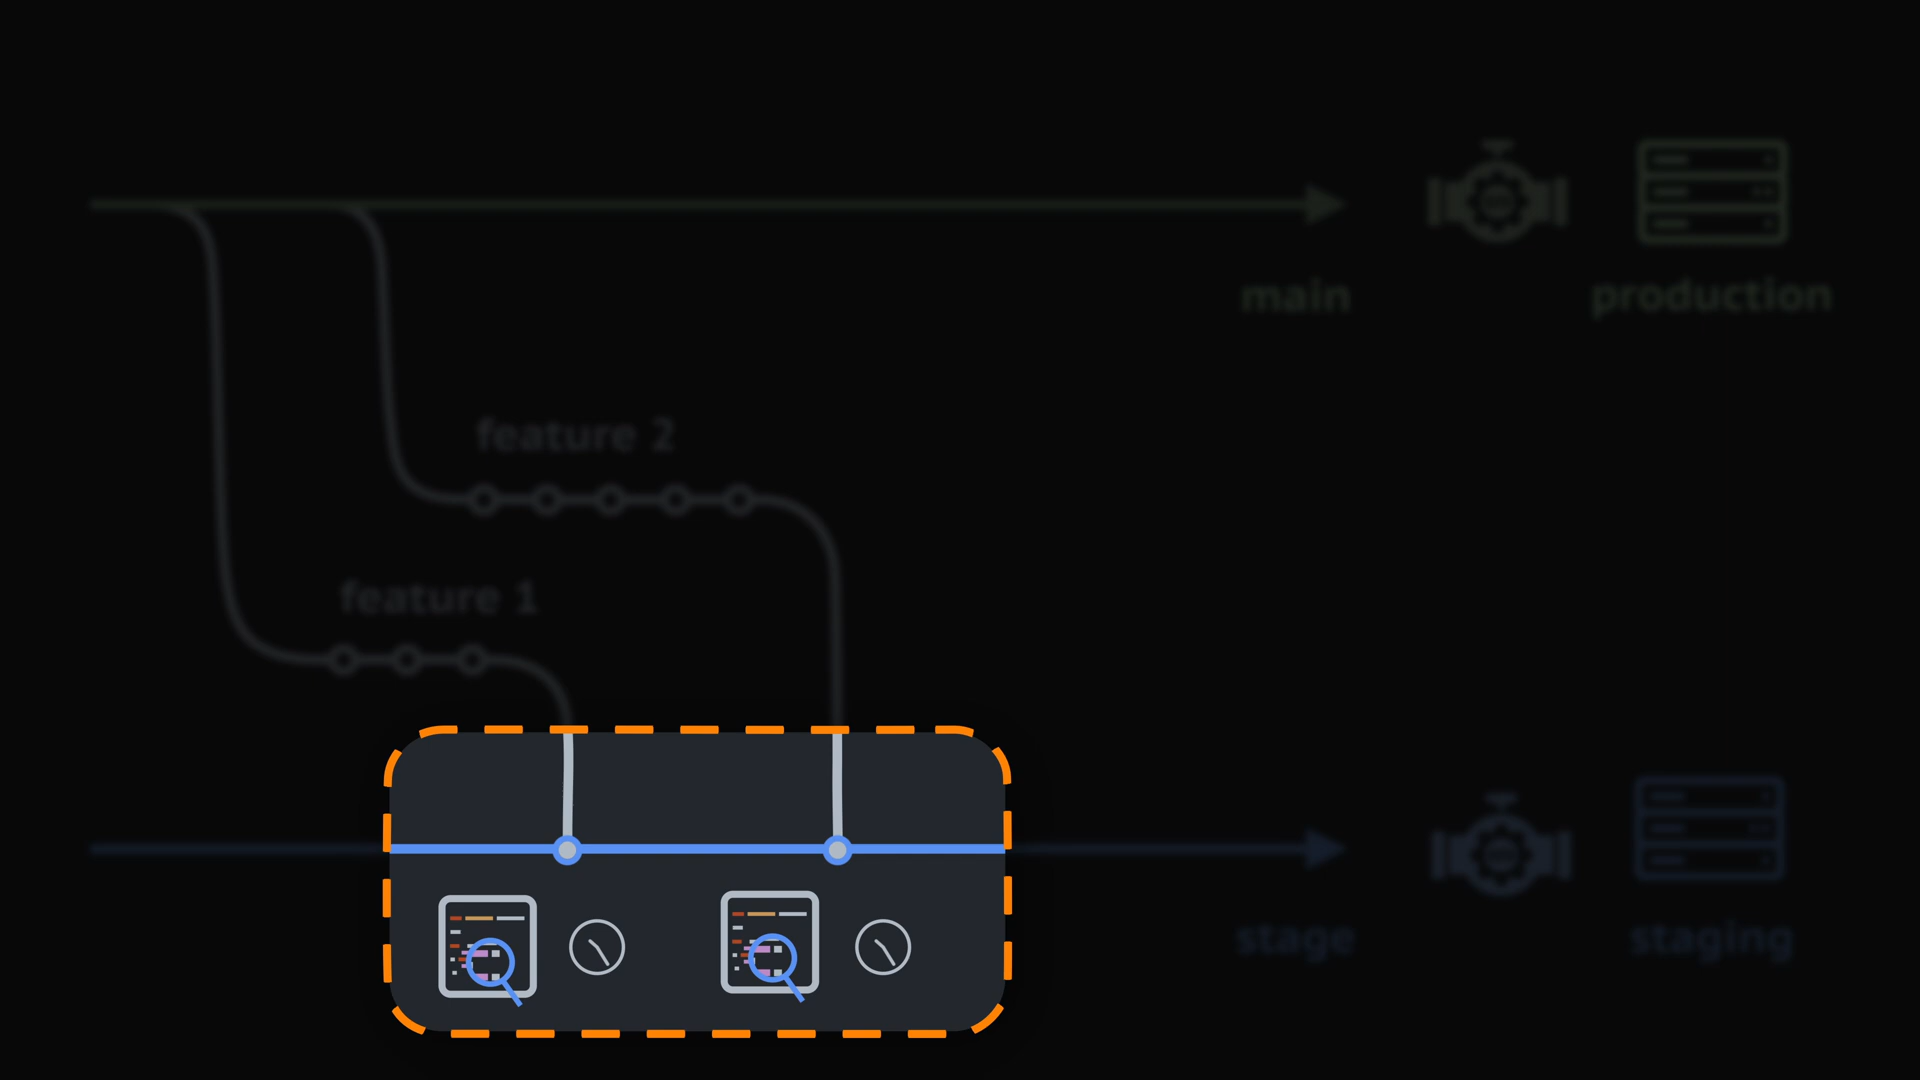 main
production
feature 2
feature 1
stage
staging